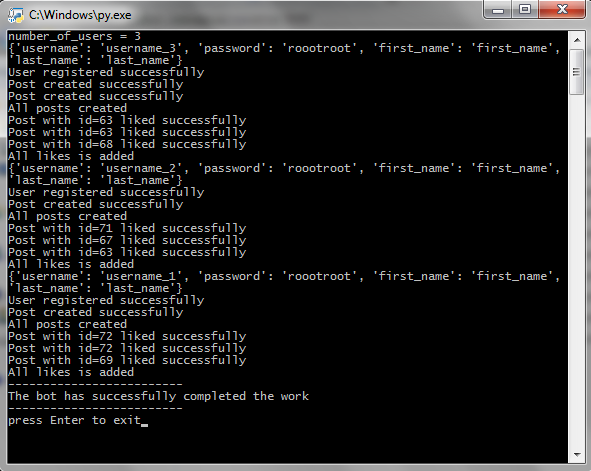 C:\Windows\py.exe
number_of_users = 3
{'username': 'username_3', 'password': 'roootroot', 'first_name': 'first_name',
'last_name': 'last_name'}
User registered successfully
Post created successfully
Post created successfully
All posts created
Post with id=63 liked successfully
Post with id=63 liked successfully
Post with id=68 liked successfully
All likes is added
{'username': 'username_2', 'password': 'roootroot', 'first_name': 'first_name',
'last_name': 'last_name'}
User registered successfully
Post created successfully
All posts created
Post with id=71 liked successfully
Post with id=67 liked successfully
Post with id=63 liked successfully
All likes is added
{'username': 'username_1', 'password': 'roootroot', 'first_name': 'first_name',
'last_name': 'last_name'}
User registered successfully
Post created successfully
All posts created
Post with id=72 liked successfully
Post with id=72 liked successfully
Post with id=69 liked successfully
All likes is added
-------------------------
The bot has successfully completed the work
-------------------------
press Enter to exit_